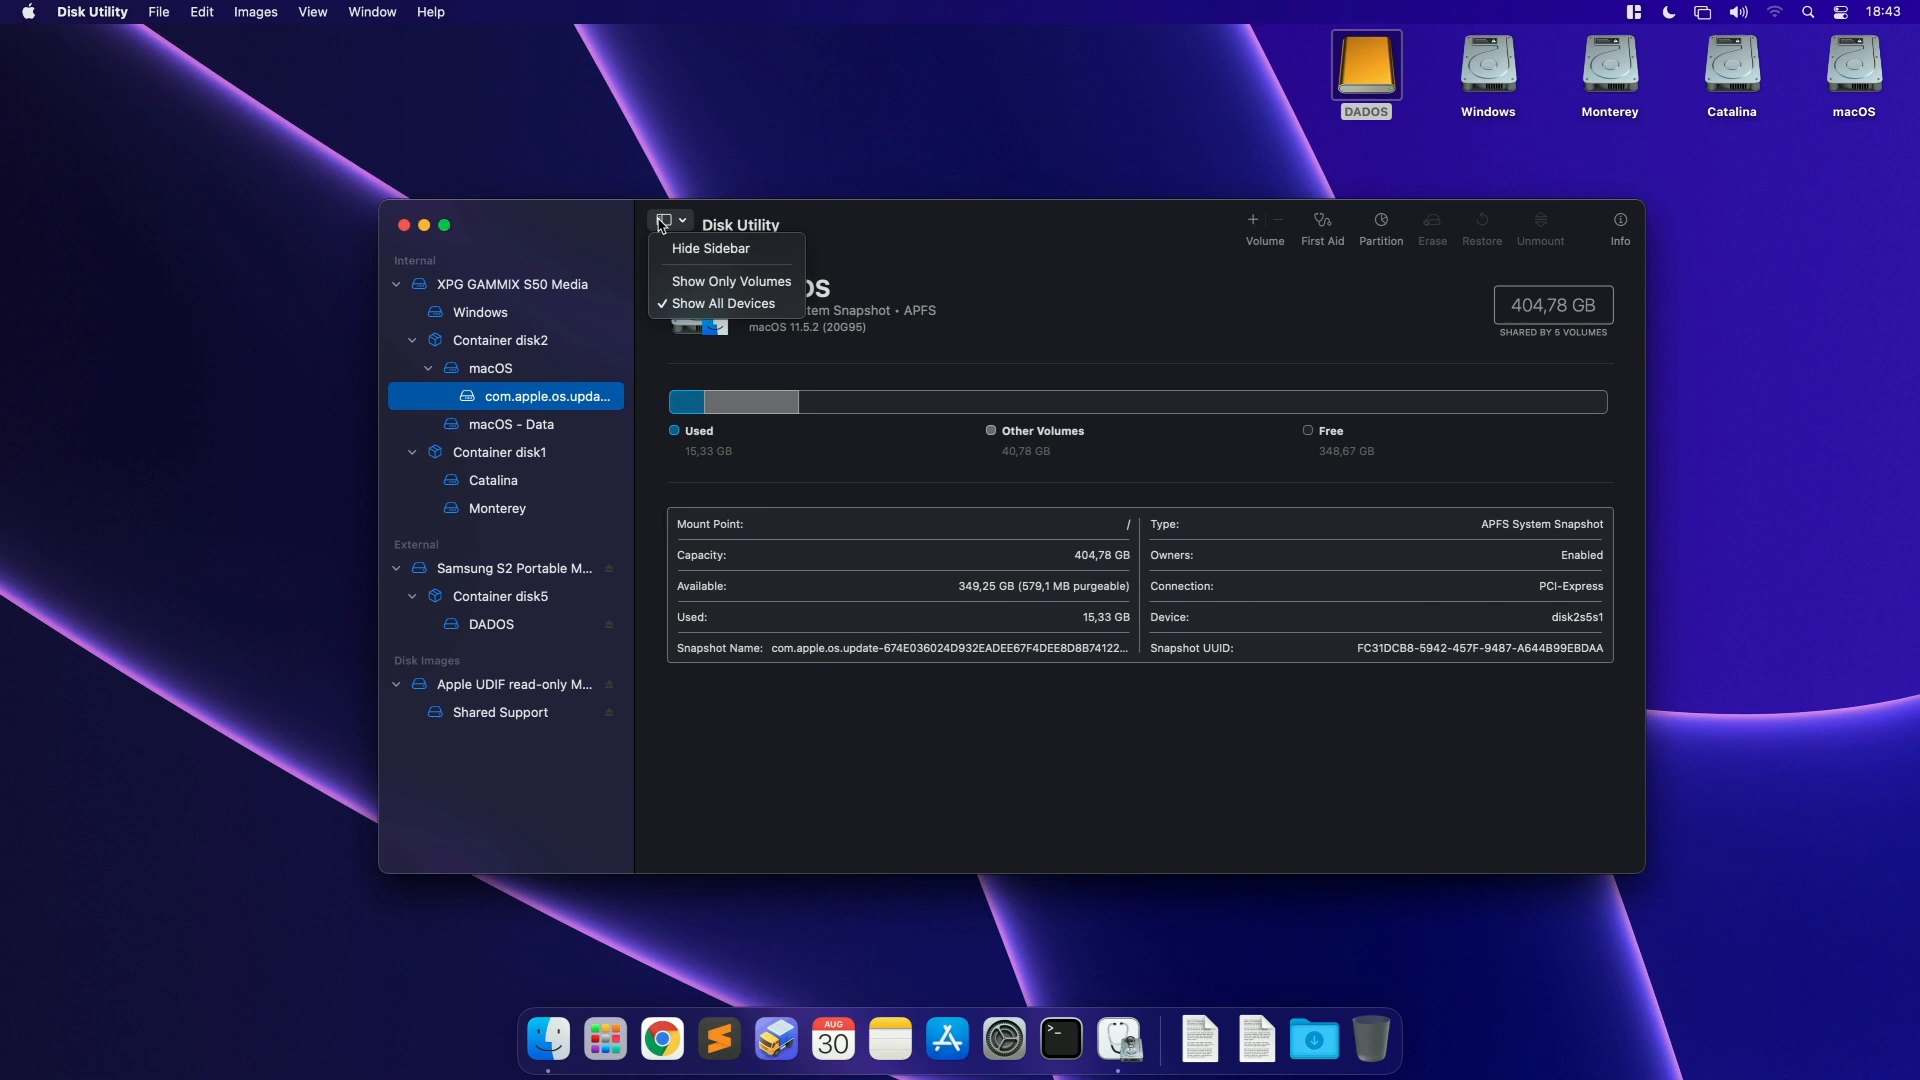 Disk Utility File Edit Images View Window Help 18:43
DADOS Windows Monterey Catalina macOS
Disk Utility
Volume First Aid Partition Erase Restore Unmount Info
Hide Sidebar
Show Only Volumes
✓ Show All Devices
OS
tem Snapshot • APFS
macOS 11.5.2 (20G95)
404,78 GB
SHARED BY 5 VOLUMES
Internal
XPG GAMMIX S50 Media
Windows
Container disk2
macOS
com.apple.os.upda...
macOS - Data
Container disk1
Catalina
Monterey
External
Samsung S2 Portable M...
Container disk5
DADOS
Disk Images
Apple UDIF read-only M...
Shared Support
Used Other Volumes Free
15,33 GB 40,78 GB 348,67 GB
Mount Point: / Type: APFS System Snapshot
Capacity: 404,78 GB Owners: Enabled
Available: 349,25 GB (579,1 MB purgeable) Connection: PCI-Express
Used: 15,33 GB Device: disk2s5s1
Snapshot Name: com.apple.os.update-674E036024D932EADEE67F4DEE8D8B74122... Snapshot UUID: FC31DCB8-5942-457F-9487-A644B99EBDAA
AUG
30